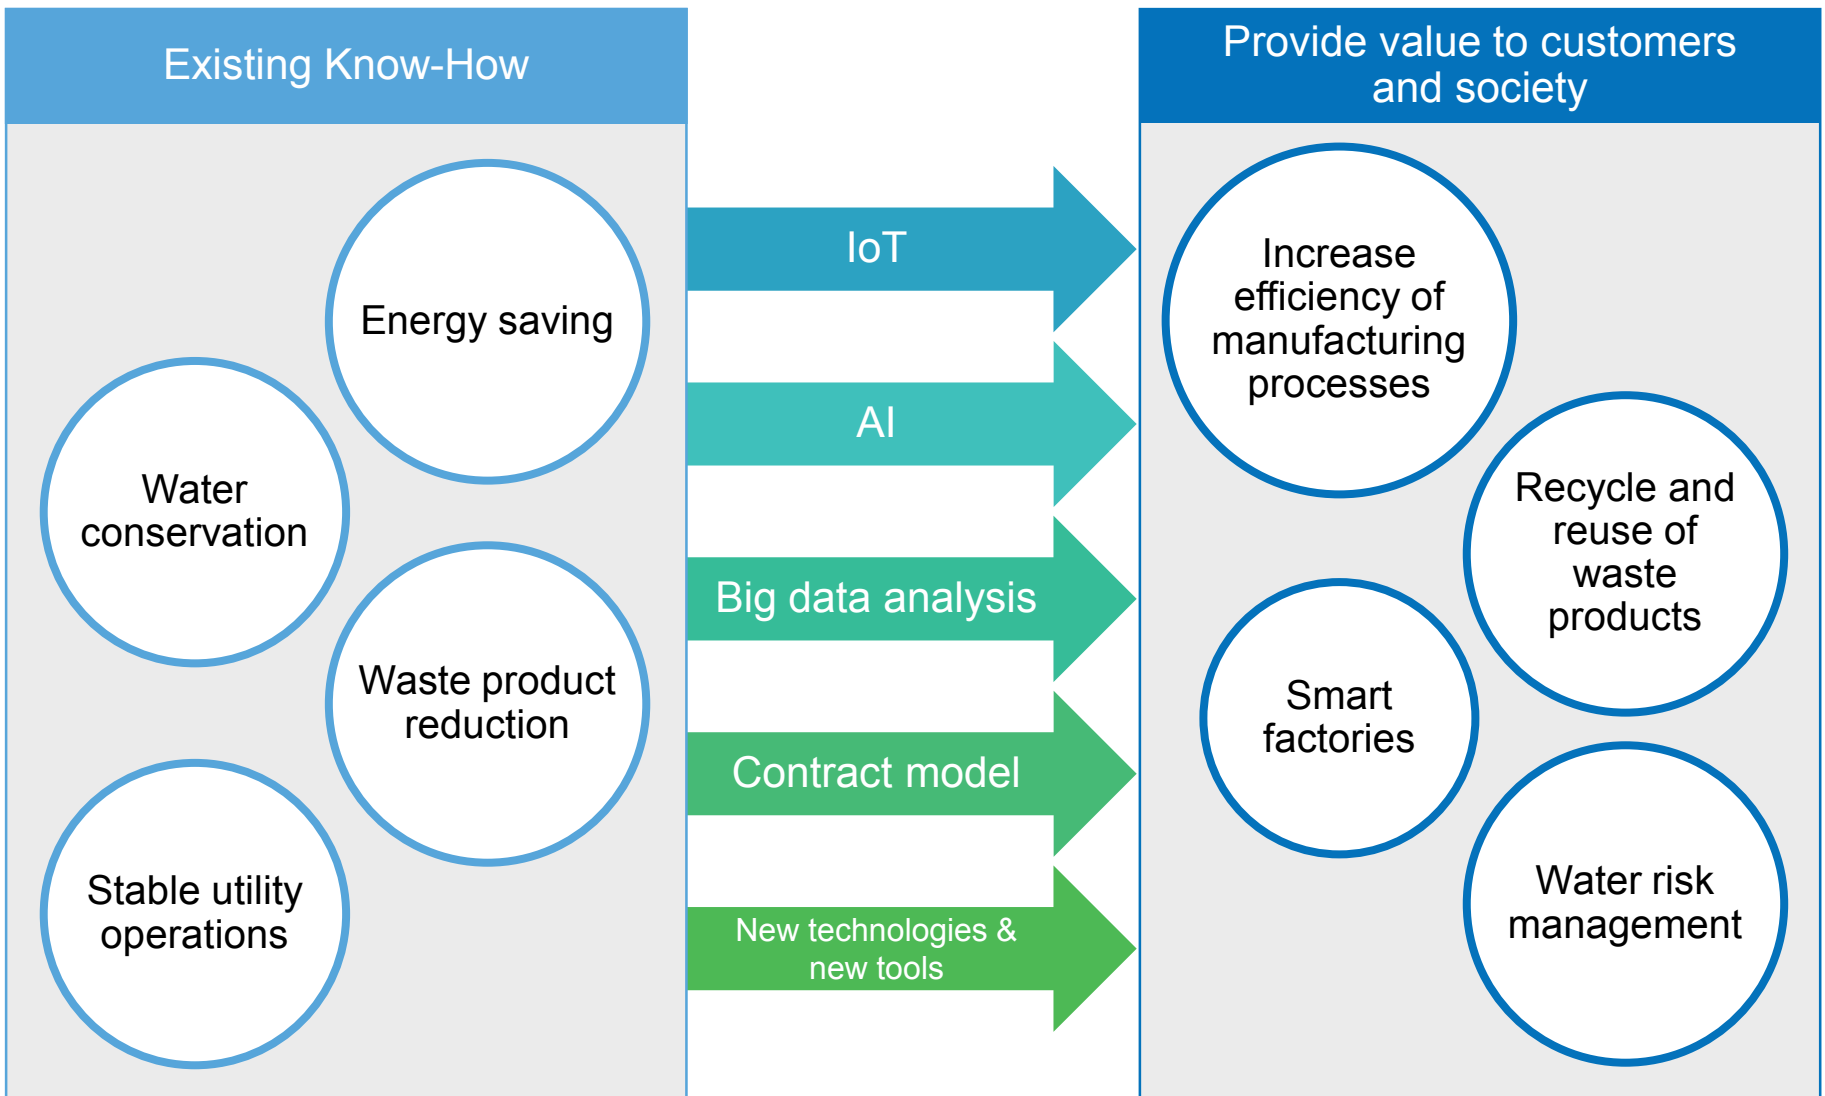 Existing Know-How
Energy saving
Water
conservation
Waste product
reduction
Stable utility
operations
IoT
AI
Big data analysis
Contract model
New technologies &
new tools
Provide value to customers
and society
Increase
efficiency of
manufacturing
processes
Recycle and
reuse of
waste
products
Smart
factories
Water risk
management